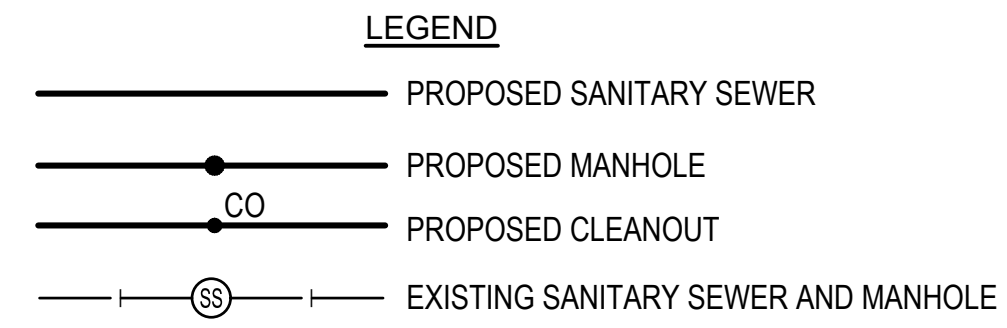 LEGEND
PROPOSED SANITARY SEWER
PROPOSED MANHOLE
CO
PROPOSED CLEANOUT
SS EXISTING SANITARY SEWER AND MANHOLE